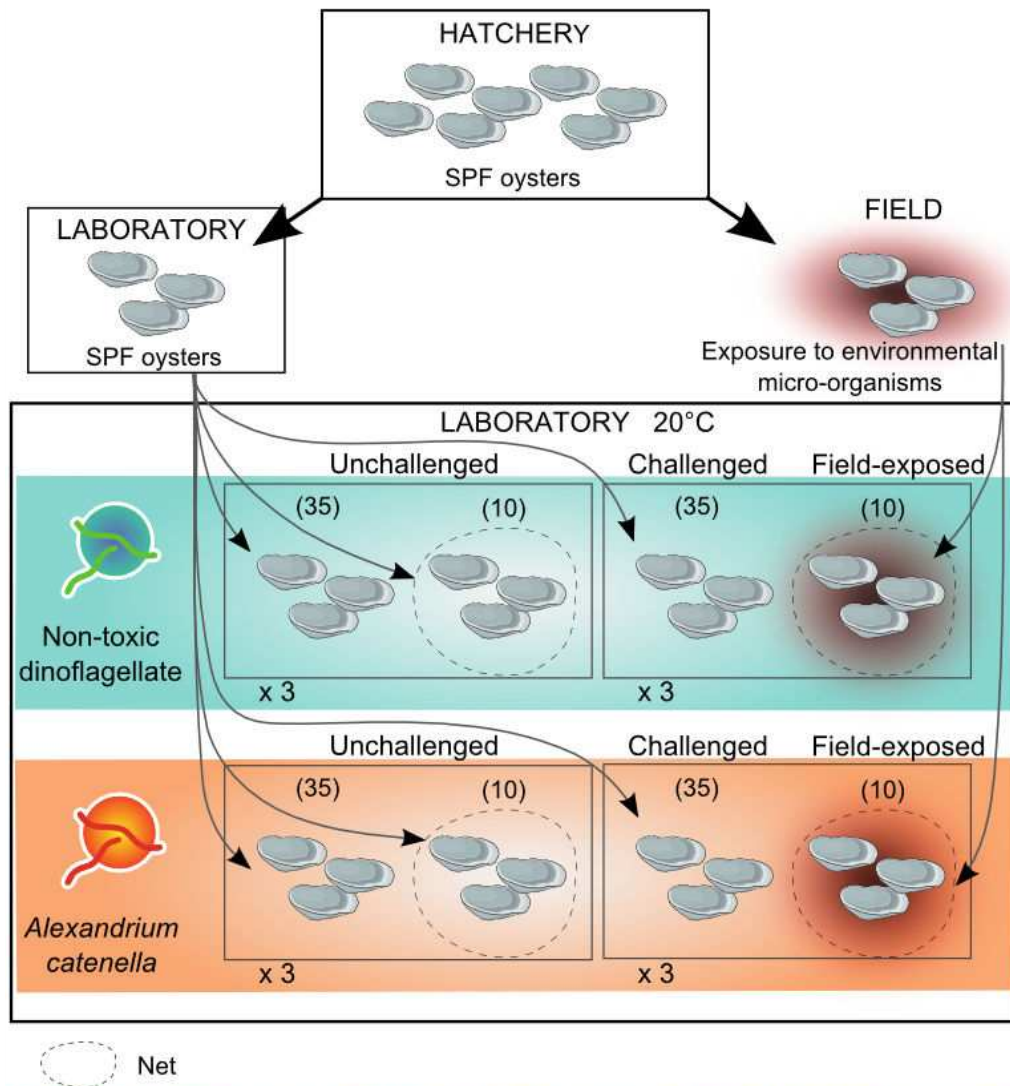 HATCHERY
SPF oysters
LABORATORY
SPF oysters
FIELD
Exposure to environmental
micro-organisms
LABORATORY 20°C
Unchallenged
Challenged
Field-exposed
(35)
(10)
(35)
(10)
Non-toxic
dinoflagellate
x 3
x 3
Unchallenged
Challenged
Field-exposed
(35)
(10)
(35)
(10)
Alexandrium
catenella
x 3
x 3
Net